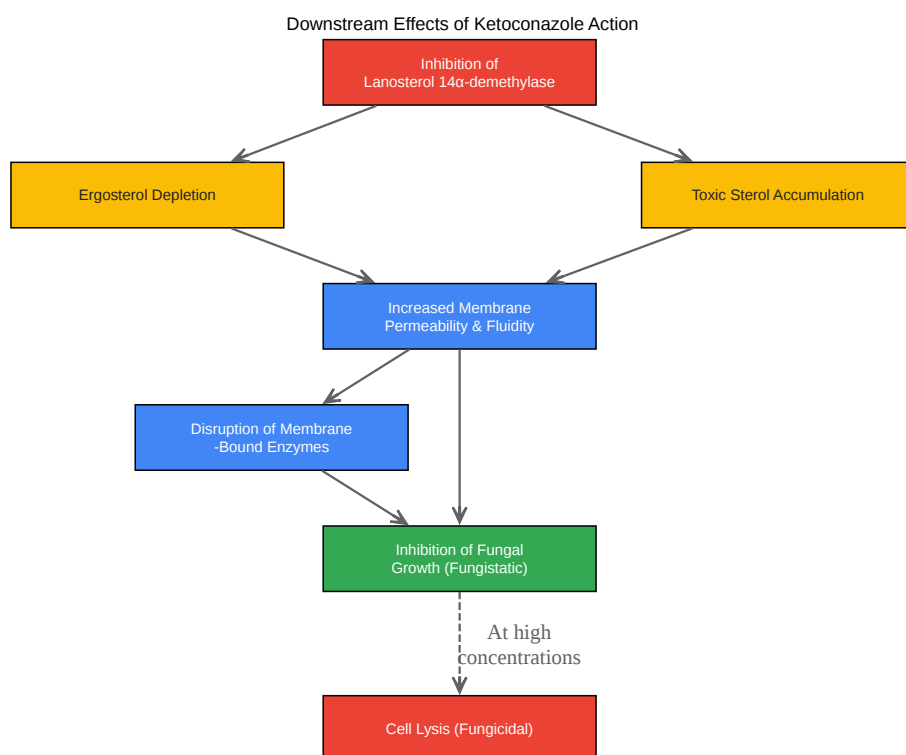 Downstream Effects of Ketoconazole Action
Inhibition of
Lanosterol 14α-demethylase
Ergosterol Depletion
Toxic Sterol Accumulation
Increased Membrane
Permeability & Fluidity
Disruption of Membrane
-Bound Enzymes
Inhibition of Fungal
Growth (Fungistatic)
At high
concentrations
Cell Lysis (Fungicidal)